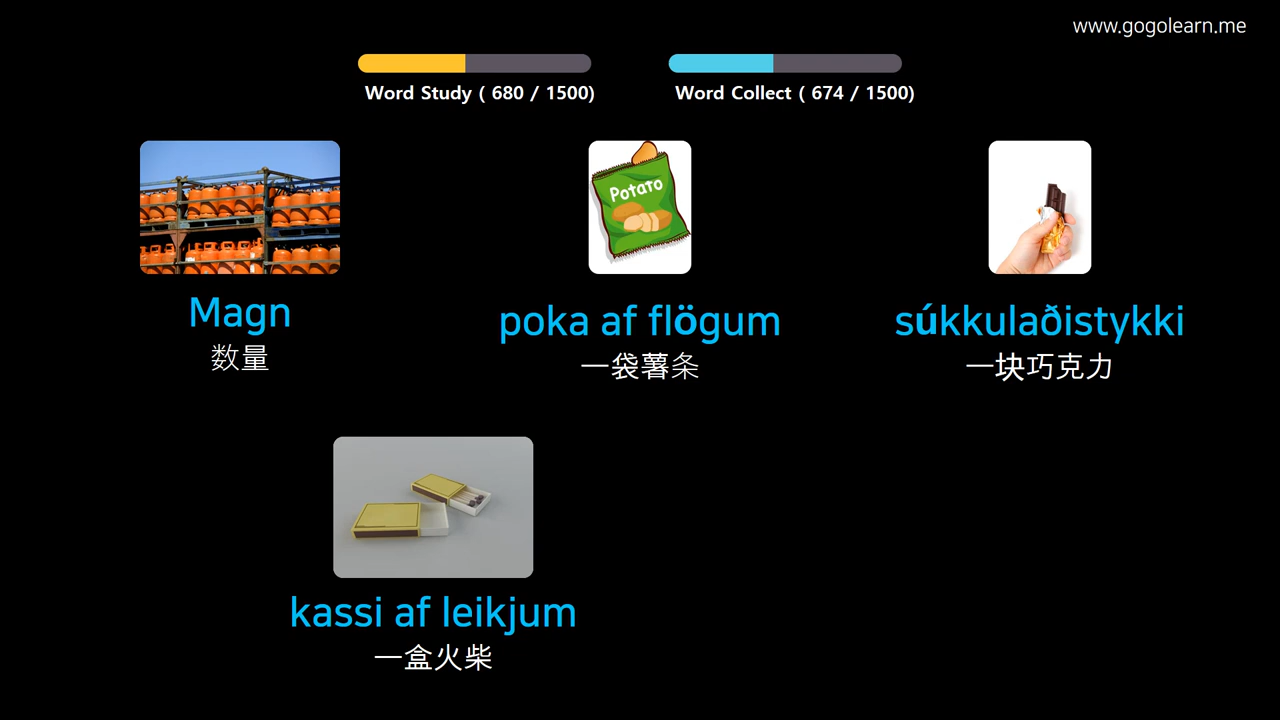 www.gogolearn.me
Word Study ( 680 / 1500)
Word Collect ( 674 / 1500)
Potato
Magn
数量
poka af flögum
一袋薯条
súkkulaðistykki
一块巧克力
kassi af leikjum
一盒火柴